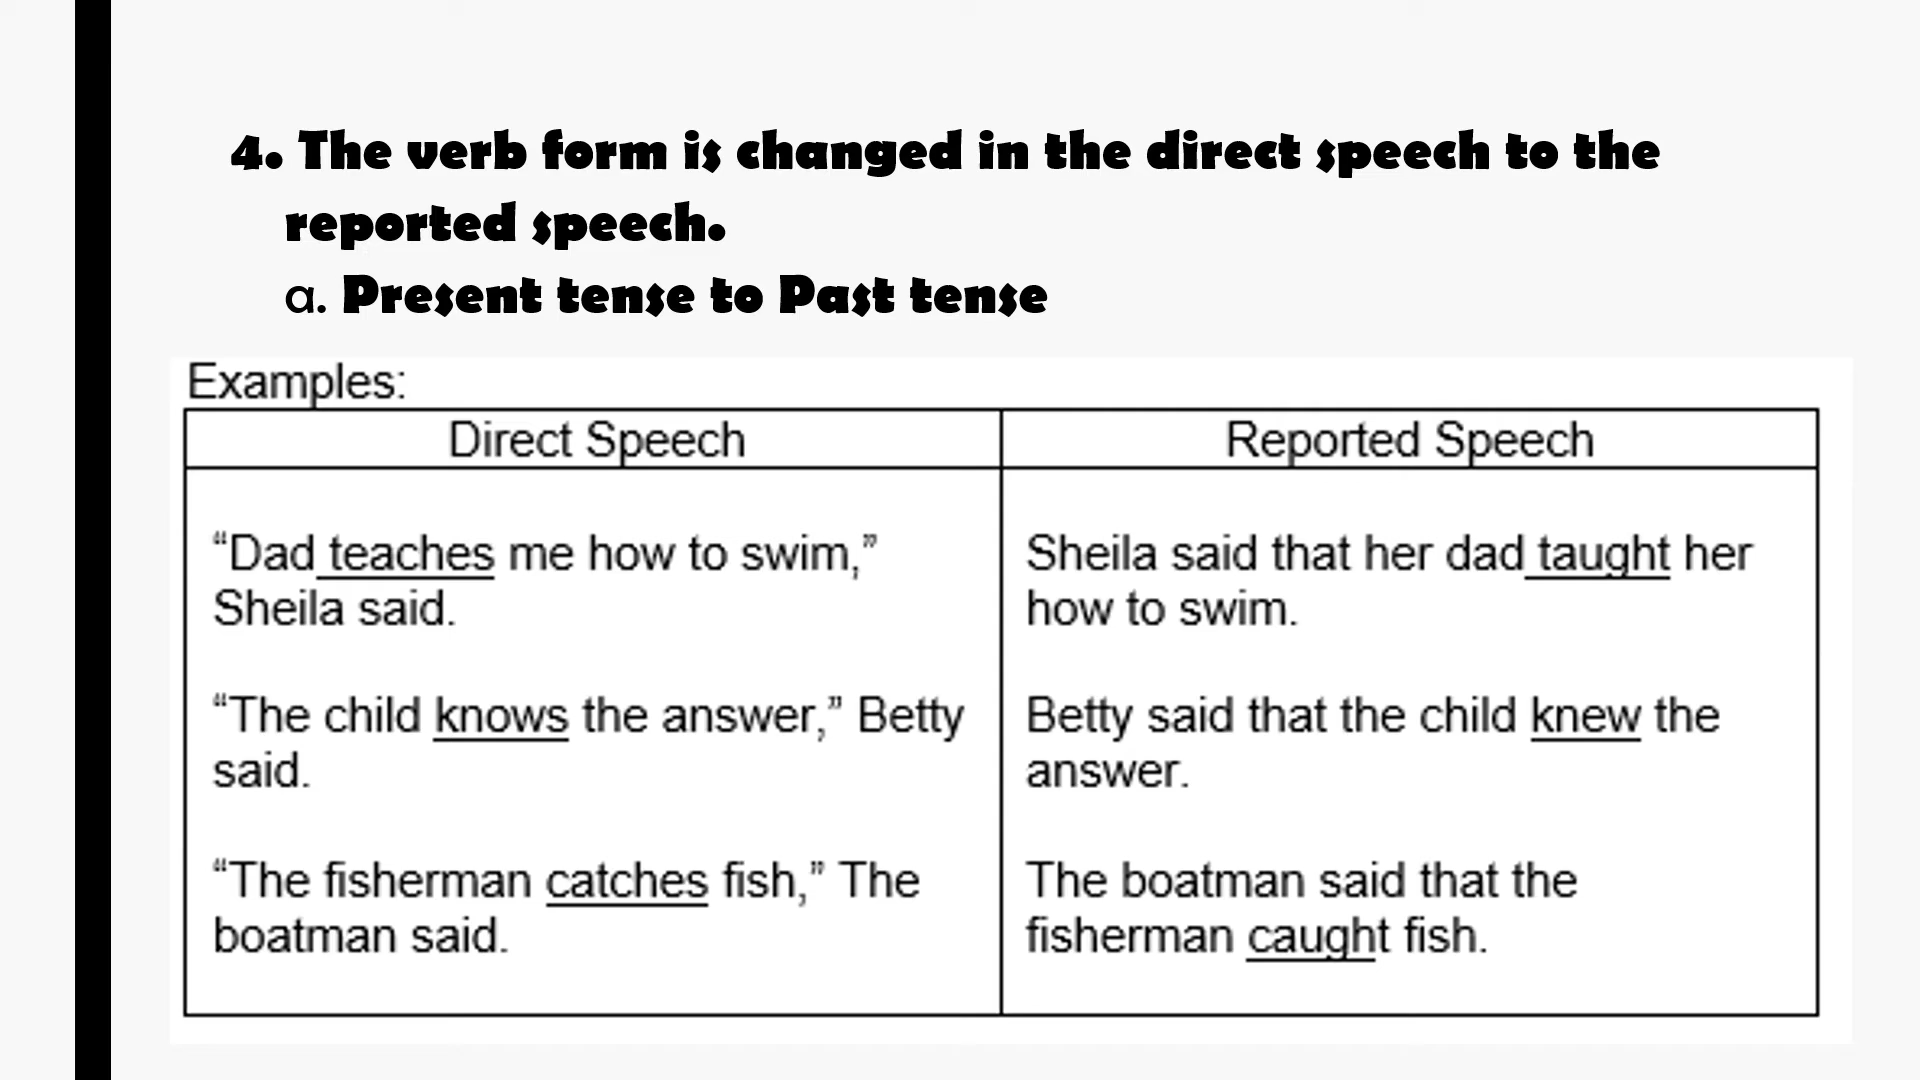 4. The verb form is changed in the direct speech to the
reported speech.
a. Present tense to Past tense
Examples:
Direct Speech
Reported Speech
“Dad teaches me how to swim,”
Sheila said.
Sheila said that her dad taught her
how to swim.
“The child knows the answer,” Betty
said.
Betty said that the child knew the
answer.
“The fisherman catches fish,” The
boatman said.
The boatman said that the
fisherman caught fish.